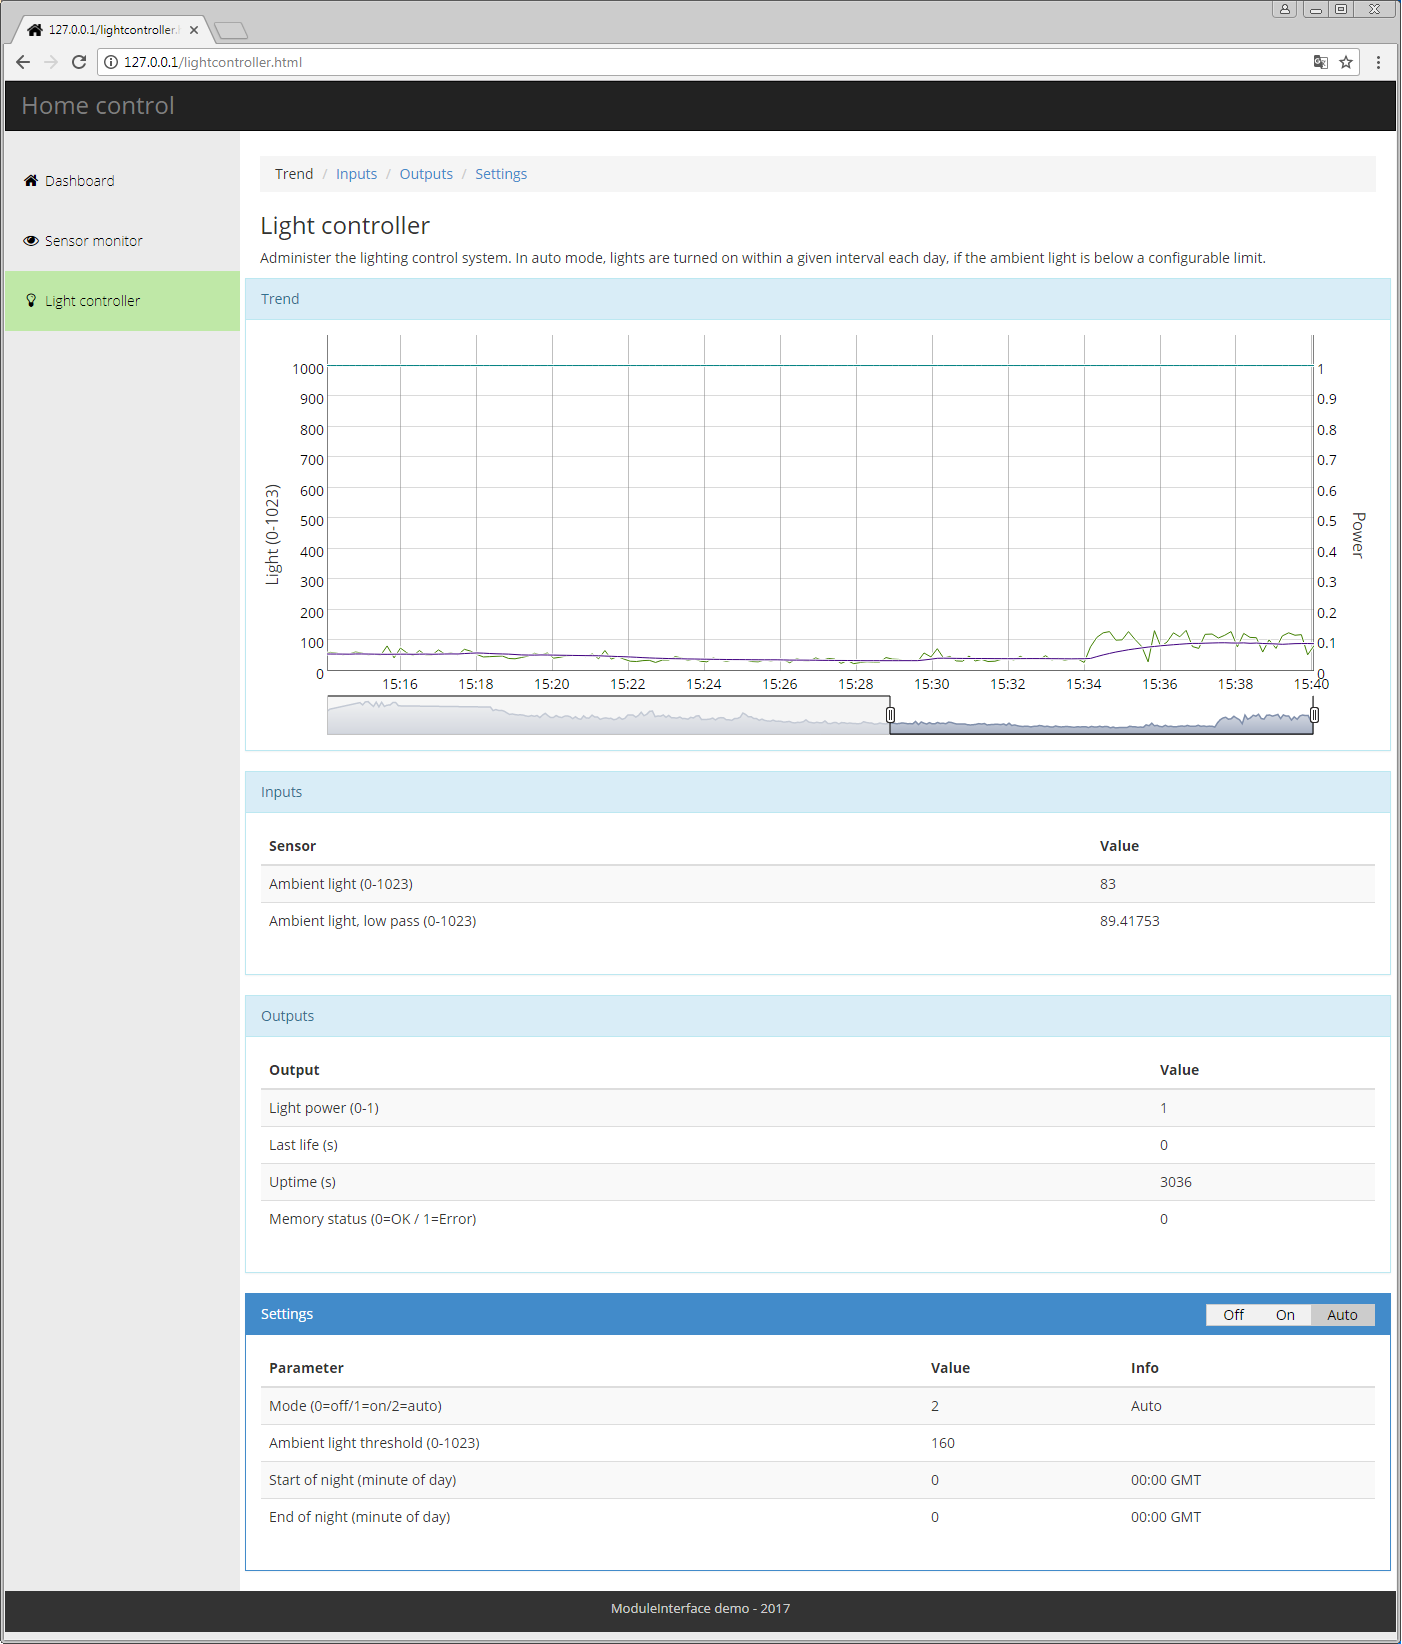 127.0.0.1/lightcontroller.
127.0.0.1/lightcontroller.html
Home control
Dashboard
Sensor monitor
Light controller
Trend / Inputs / Outputs / Settings
Light controller
Administer the lighting control system. In auto mode, lights are turned on within a given interval each day, if the ambient light is below a configurable limit.
Trend
Light (0-1023)
1000
900
800
700
600
500
400
300
200
100
0
1
0.9
0.8
0.7
0.6
0.5
0.4
0.3
0.2
0.1
0
Power
15:16 15:18 15:20 15:22 15:24 15:26 15:28 15:30 15:32 15:34 15:36 15:38 15:40
Inputs
Sensor Value
Ambient light (0-1023) 83
Ambient light, low pass (0-1023) 89.41753
Outputs
Output Value
Light power (0-1) 1
Last life (s) 0
Uptime (s) 3036
Memory status (0=OK / 1=Error) 0
Settings Off On Auto
Parameter Value Info
Mode (0=off/1=on/2=auto) 2 Auto
Ambient light threshold (0-1023) 160
Start of night (minute of day) 0 00:00 GMT
End of night (minute of day) 0 00:00 GMT
ModuleInterface demo - 2017